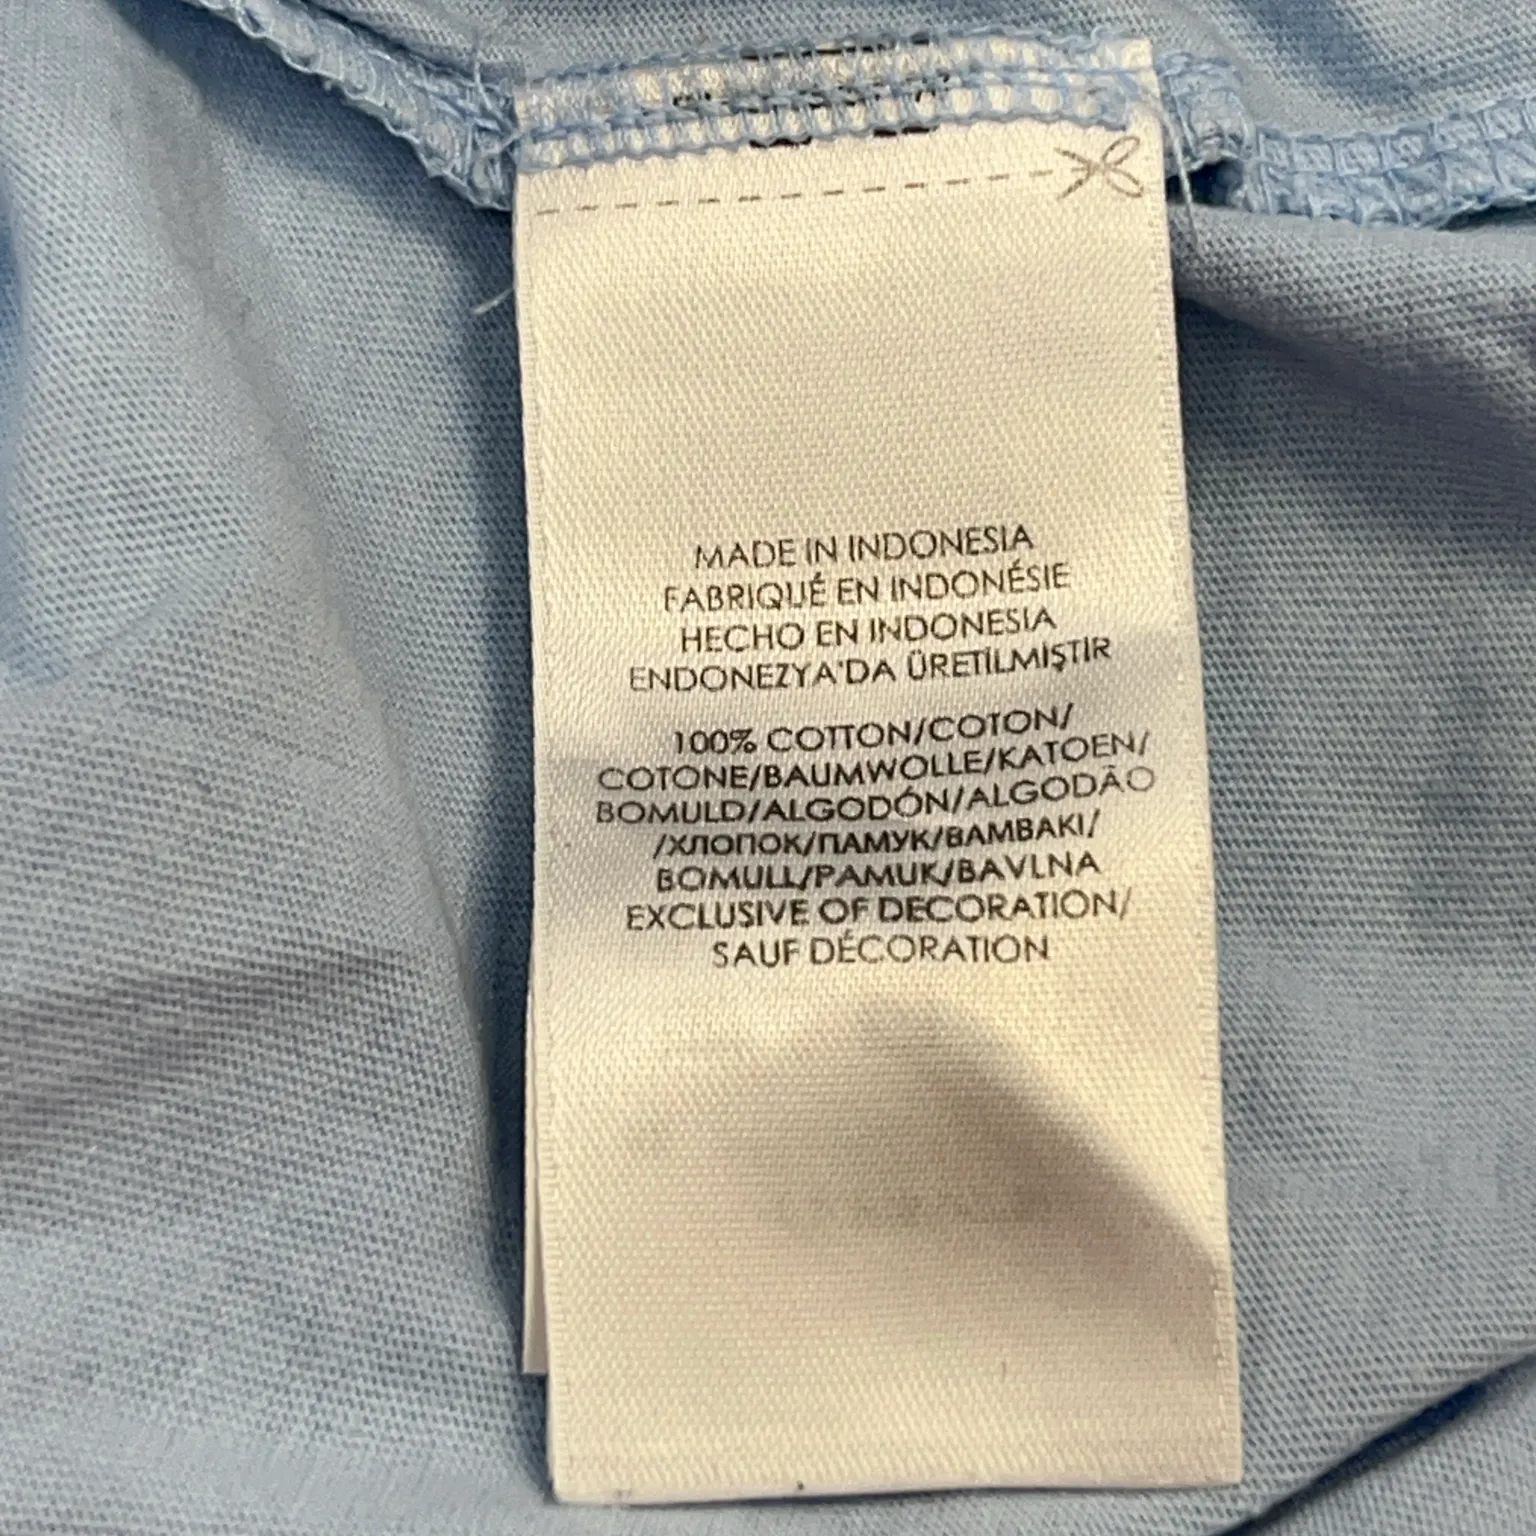 MADE IN INDONESIA
FABRIQUÉ EN INDONÉSIE
HECHO EN INDONESIA
ENDONEZYA'DA ÜRETİLMİŞTİR
100% COTTON/COTON/
COTONE/BAUMWOLLE/KATOEN/
BOMULD/ALGODÓN/ALGODÃO
/ХЛОПОК/ПАМУК/BAMBAKI/
BOMULL/PAMUK/BAVLNA
EXCLUSIVE OF DECORATION/
SAUF DÉCORATION